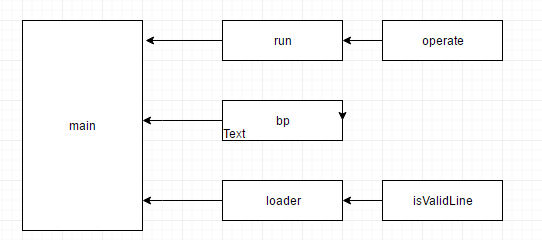 run
operate
main
bp
Text
loader
isValidLine